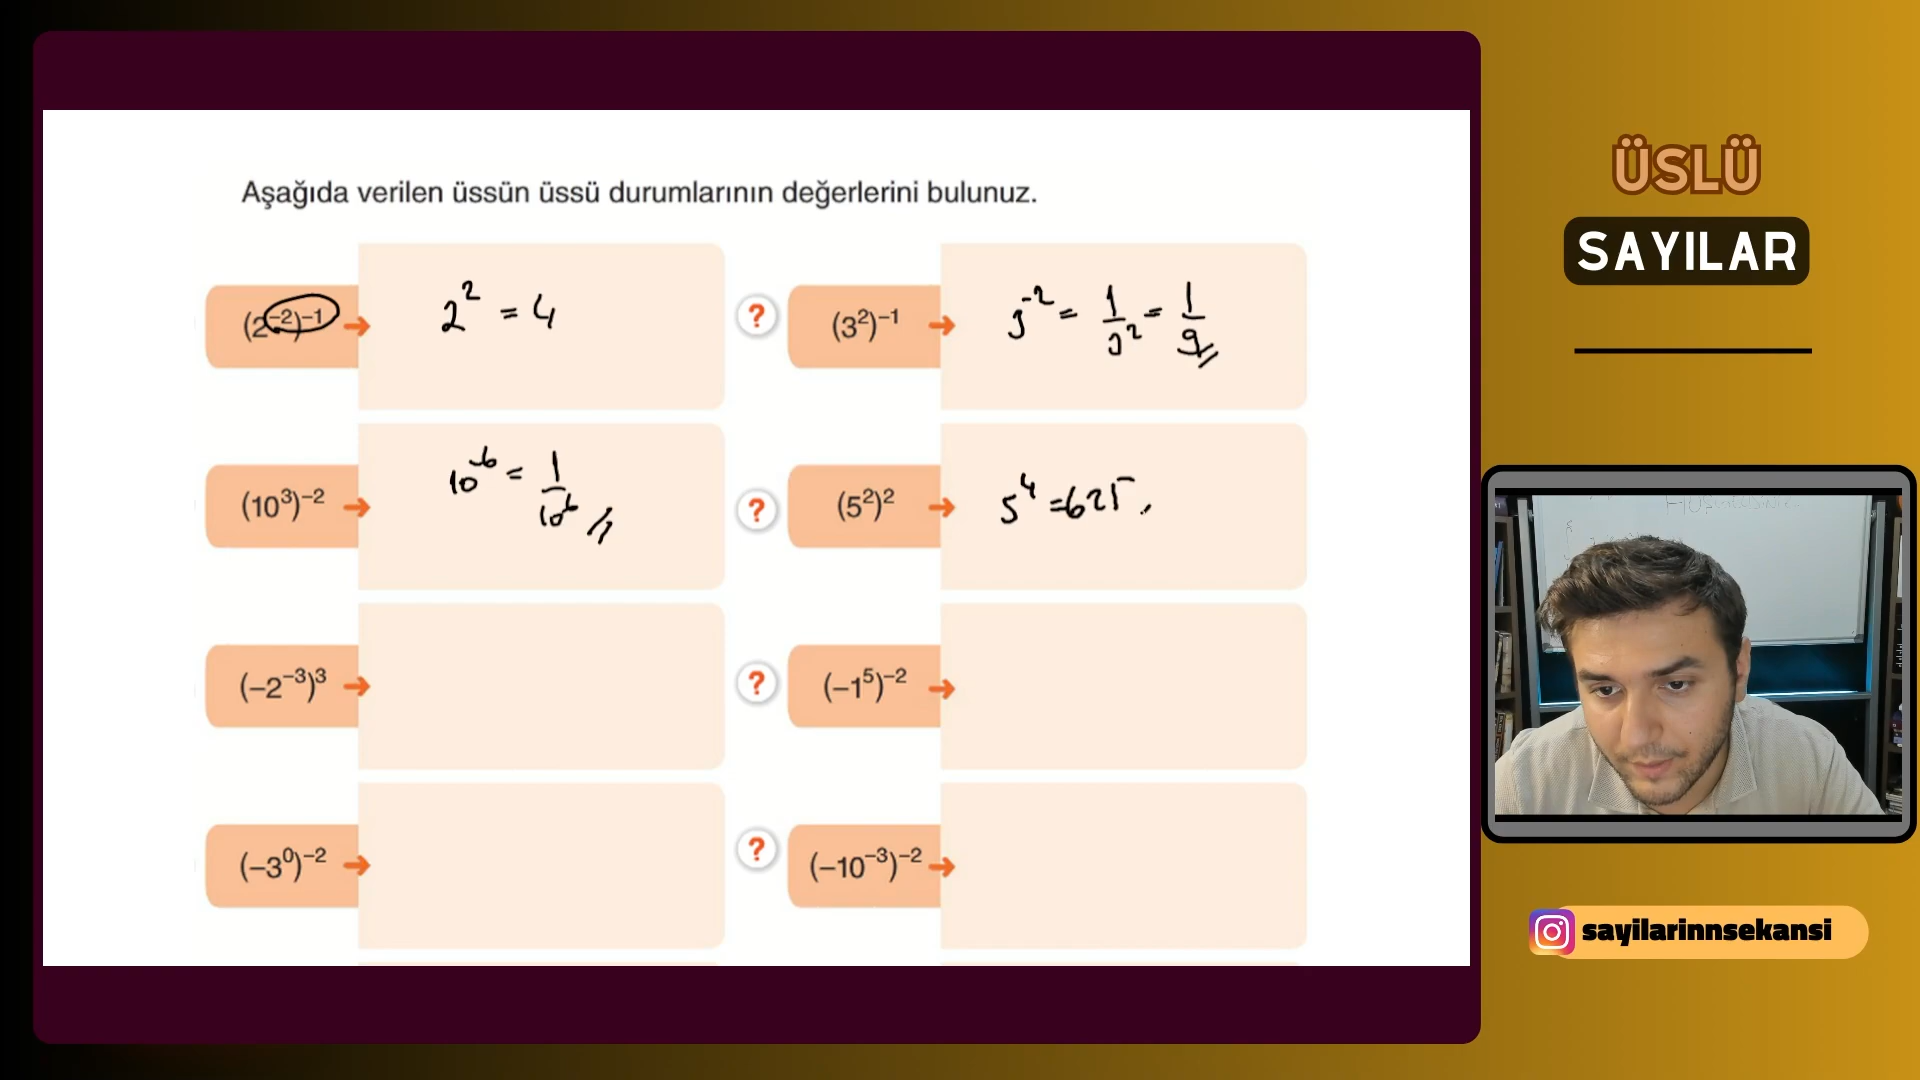 Aşağıda verilen üssün üssü durumlarının değerlerini bulunuz.
(2⁻²)⁻¹ → 2² = 4
? (3²)⁻¹ → 3⁻² = 1/3² = 1/9
(10³)⁻² → 10⁻⁶ = 1/10⁶
? (5²)² → 5⁴ = 625
(−2⁻³)³ →
? (−1⁵)⁻² →
(−3⁰)⁻² →
? (−10⁻³)⁻² →
ÜSLÜ
SAYILAR
sayilarinnsekansi